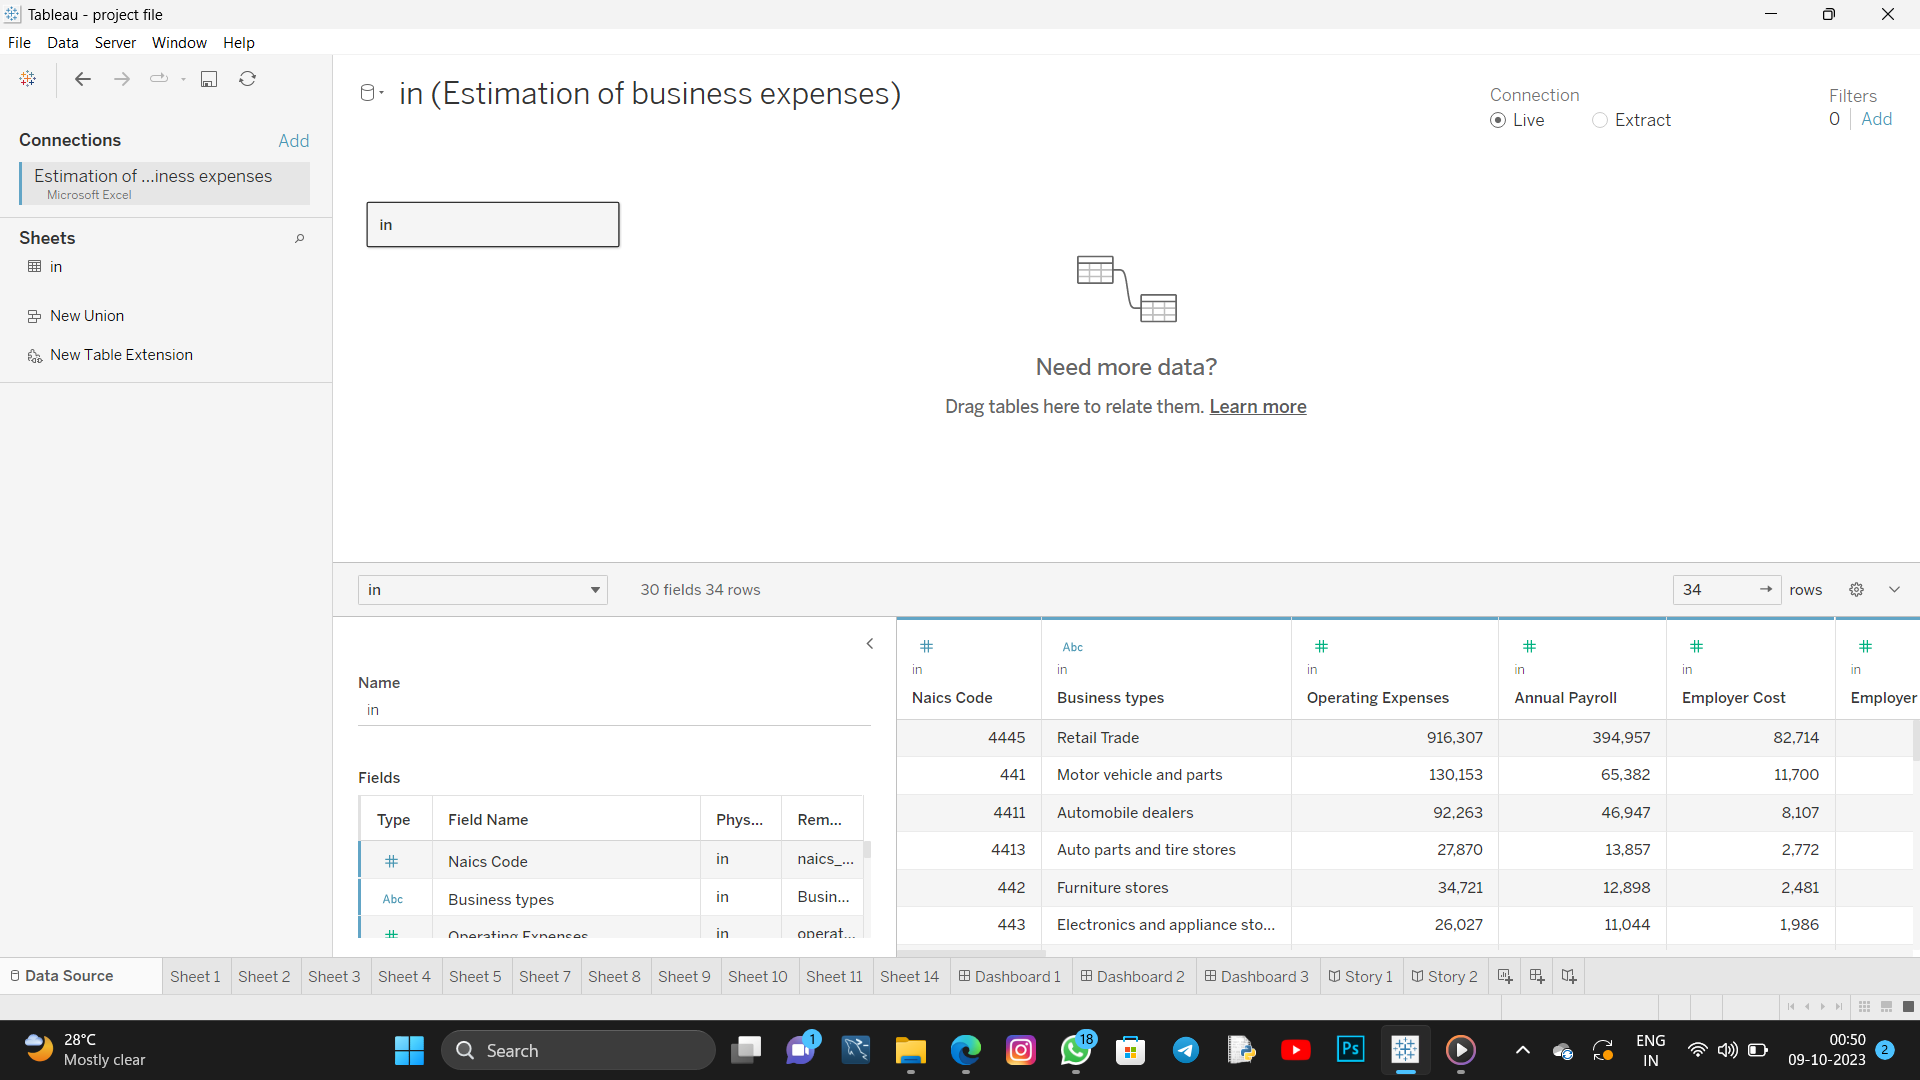 Tableau - project file
File Data Server Window Help
in (Estimation of business expenses)
Connection
Live Extract
Filters
0 Add
Connections Add
Estimation of ...iness expenses
Microsoft Excel
Sheets
in
New Union
New Table Extension
in
Need more data?
Drag tables here to relate them. Learn more
in 30 fields 34 rows 34 → rows
Name
in
Fields
Type Field Name Phys... Rem...
# Naics Code in naics_...
Abc Business types in Busin...
# Operating Expenses in operat...
# Abc # # # #
in in in in in in
Naics Code Business types Operating Expenses Annual Payroll Employer Cost Employer
4445 Retail Trade 916,307 394,957 82,714
441 Motor vehicle and parts 130,153 65,382 11,700
4411 Automobile dealers 92,263 46,947 8,107
4413 Auto parts and tire stores 27,870 13,857 2,772
442 Furniture stores 34,721 12,898 2,481
443 Electronics and appliance sto... 26,027 11,044 1,986
Data Source Sheet 1 Sheet 2 Sheet 3 Sheet 4 Sheet 5 Sheet 7 Sheet 8 Sheet 9 Sheet 10 Sheet 11 Sheet 14 Dashboard 1 Dashboard 2 Dashboard 3 Story 1 Story 2
28°C
Mostly clear
Search
1
18
Ps
ENG
IN
00:50
09-10-2023
2